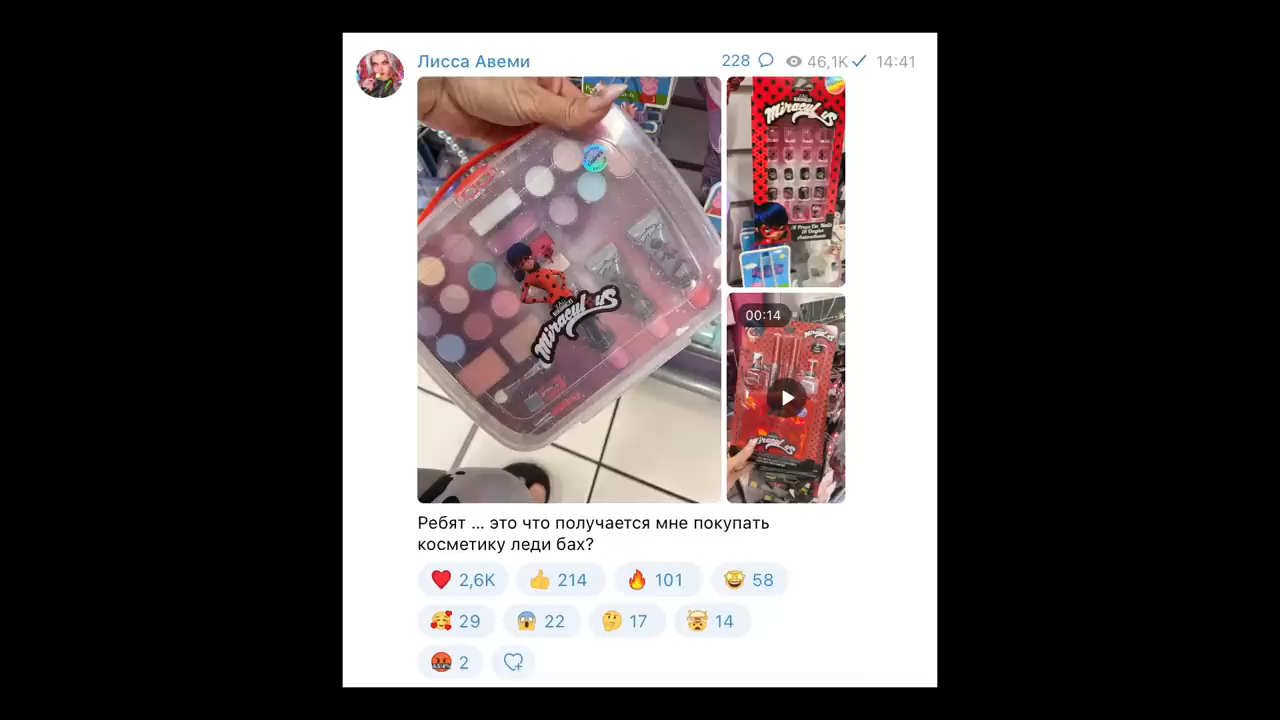 Лисса Авеми
228
46,1K
14:41
Miraculous
Miraculous
00:14
Miraculous
Ребят ... это что получается мне покупать
косметику леди бах?
2,6K
214
101
58
29
22
17
14
2